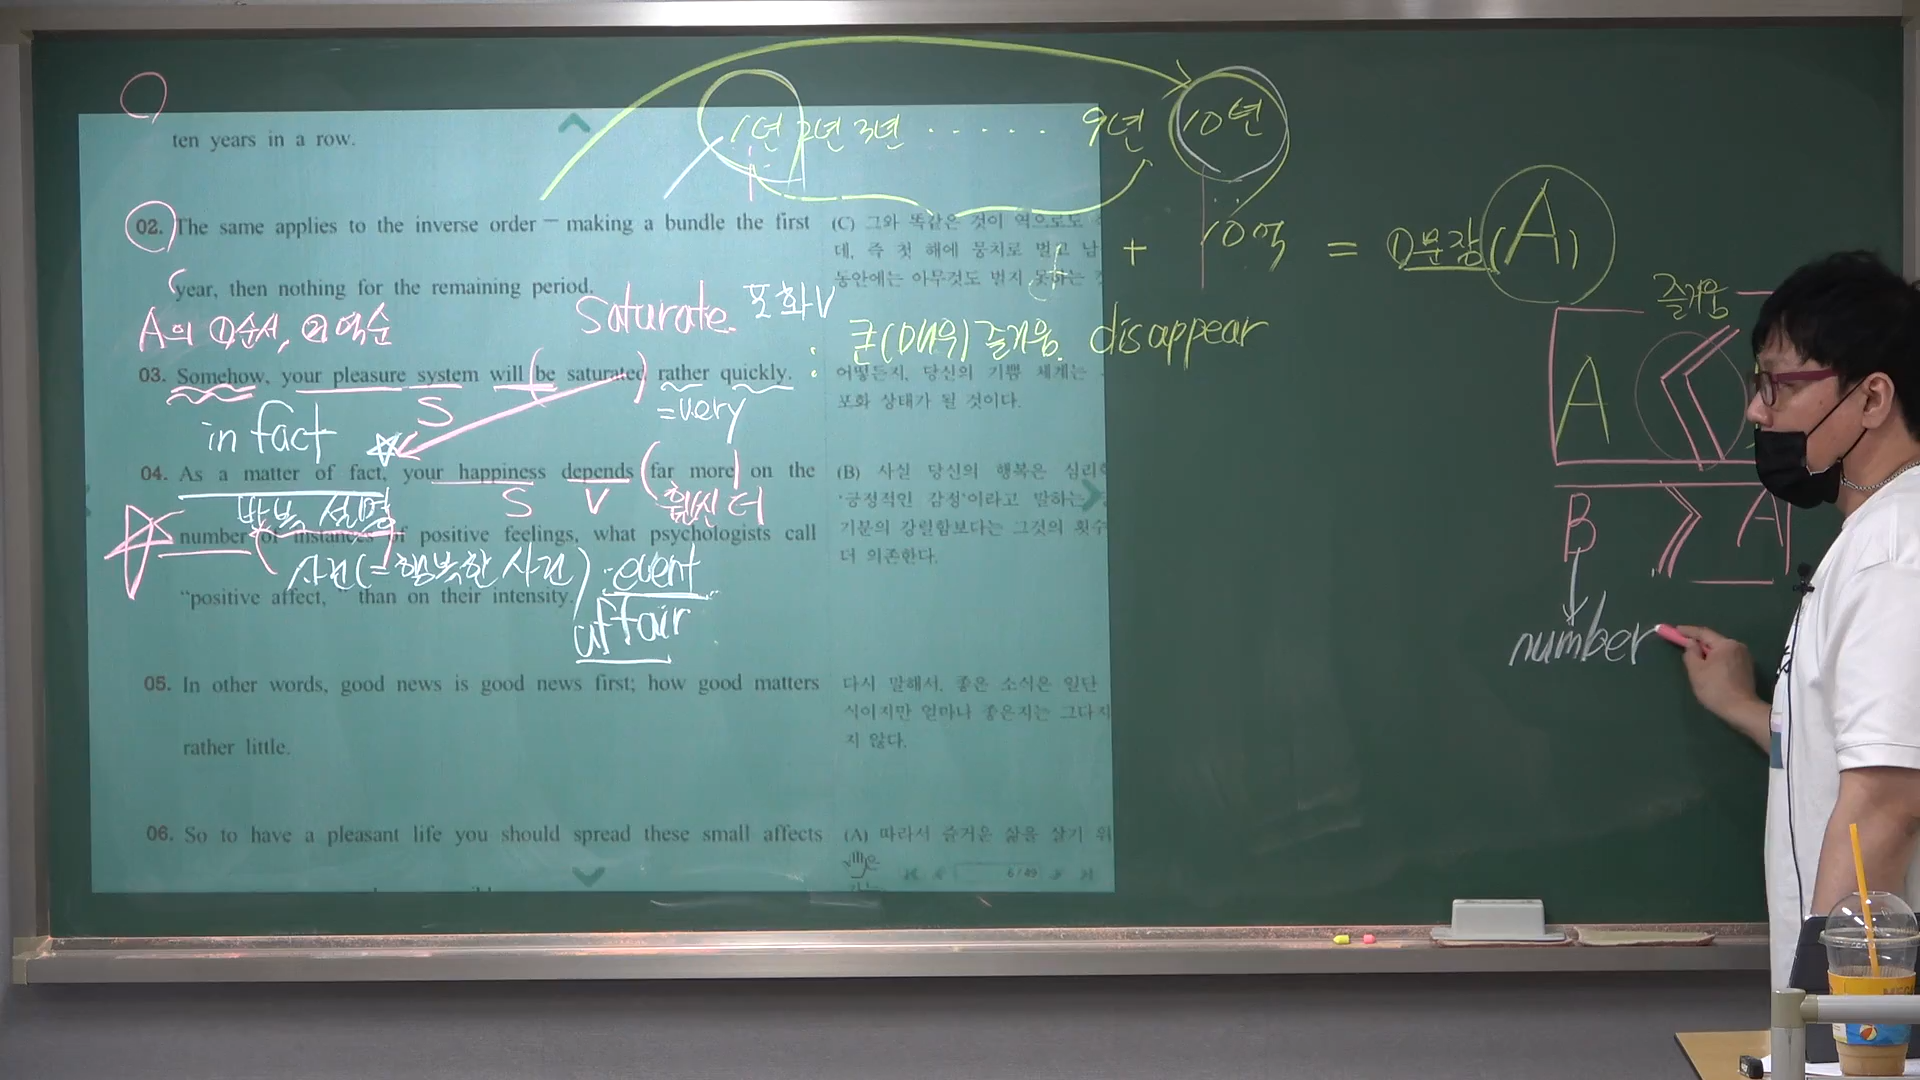 1년 2년 3년 · · · · · 9년 10년
ten years in a row.
02. The same applies to the inverse order — making a bundle the first
year, then nothing for the remaining period.
(C) 그와 똑같은 것이 역으로도
데, 즉 첫 해에 뭉치로 벌고 남
동안에는 아무것도 벌지 못하는
+ 10억 = ①문장(A)
A의 ①순서, ②역순
saturate. 포화V
: 큰(매우) 즐거움. disappear
03. Somehow, your pleasure system will (be saturated) rather quickly.
어떻든지, 당신의 기쁨 체계는
포화 상태가 될 것이다.
in fact
S
=very
04. As a matter of fact, your happiness depends (far more) on the
반복 설명
S V 훨씬 더
number of instances of positive feelings, what psychologists call
사건(=행복한 사건) · event
"positive affect," than on their intensity.
affair
(B) 사실 당신의 행복은 심리학
'긍정적인 감정'이라고 말하는
기분의 강렬함보다는 그것의 횟수
더 의존한다.
05. In other words, good news is good news first; how good matters
rather little.
다시 말해서, 좋은 소식은 일단
식이지만 얼마나 좋은지는 그다지
지 않다.
06. So to have a pleasant life you should spread these small affects
(A) 따라서 즐거운 삶을 살기 위
6/49
즐거움
A
B A
number